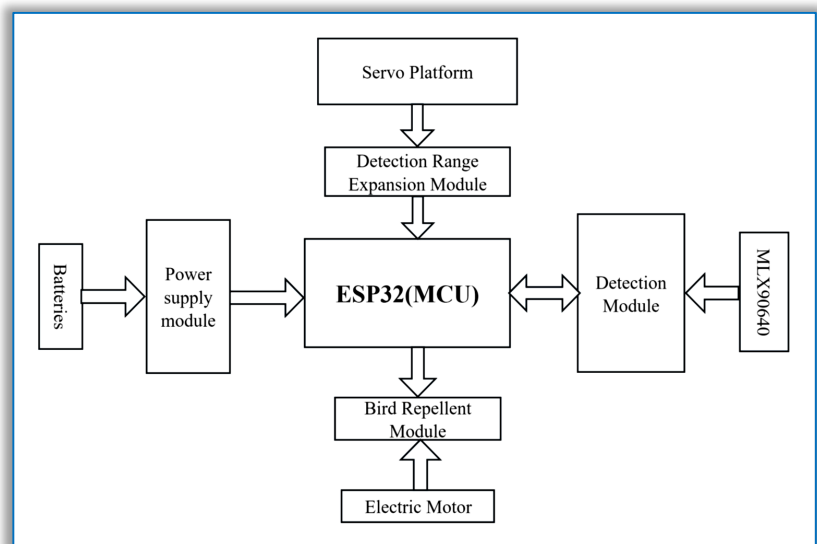 Servo Platform
Detection Range
Expansion Module
Batteries
Power
supply
module
ESP32(MCU)
Detection
Module
MLX90640
Bird Repellent
Module
Electric Motor